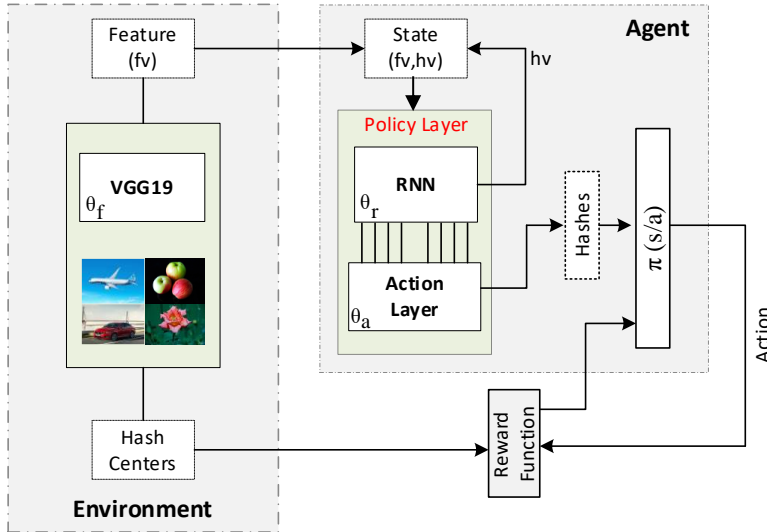 Feature
(fv)
VGG19
θf
Hash
Centers
Environment
Agent
State
(fv,hv)
hv
Policy Layer
RNN
θr
Action
Layer
θa
Hashes
π (s/a)
Action
Reward
Function